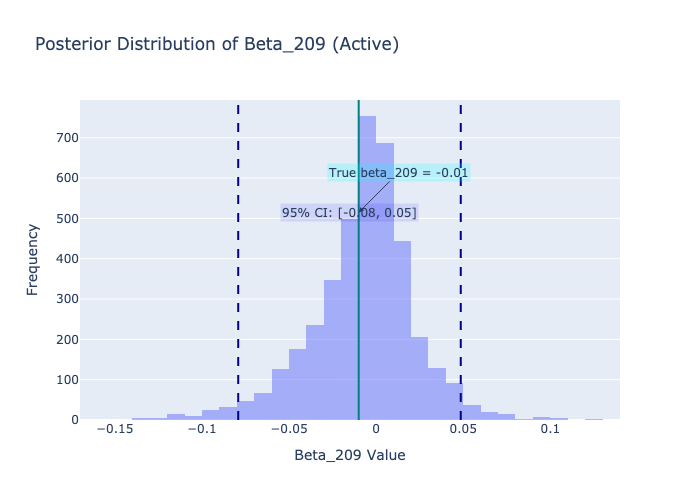 Posterior Distribution of Beta_209 (Active)
700
600
500
400
300
200
100
0
Frequency
True beta_209 = -0.01
95% CI: [-0.08, 0.05]
−0.15
−0.1
−0.05
0
0.05
0.1
Beta_209 Value